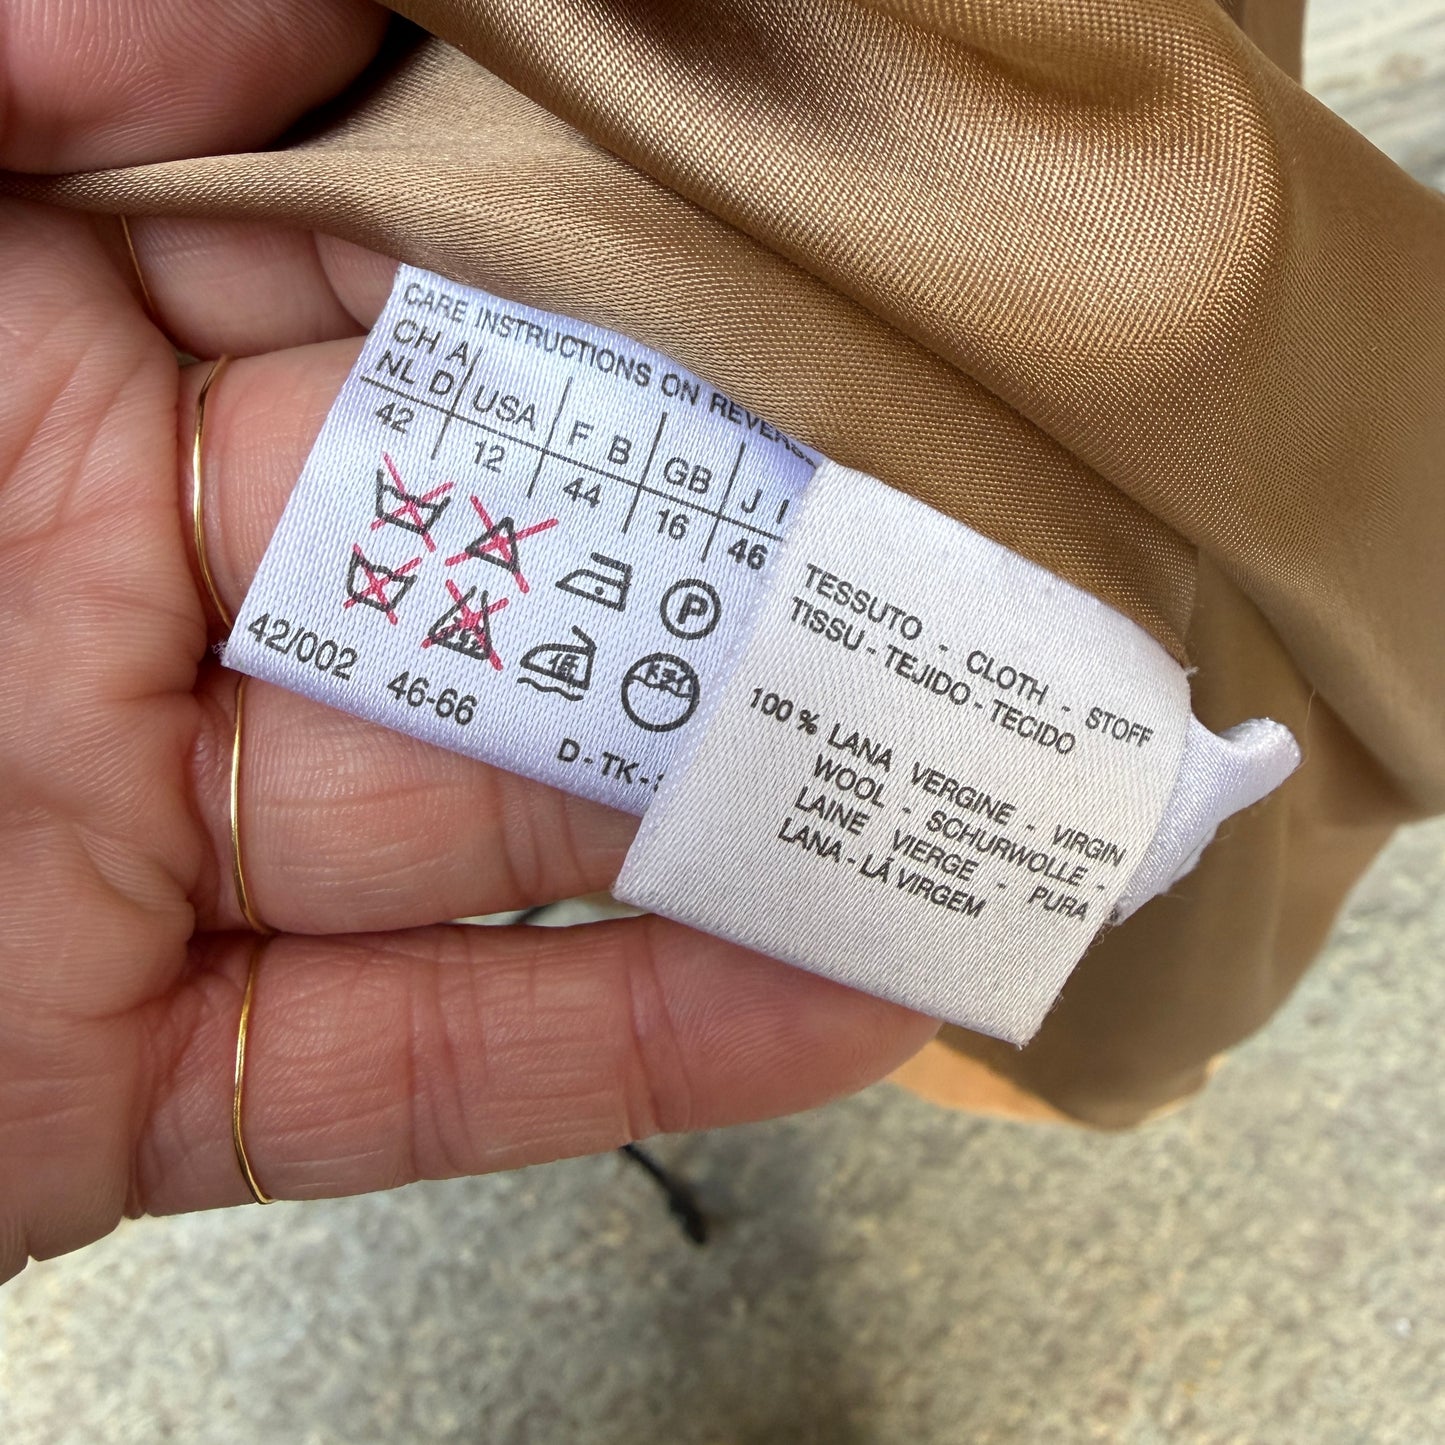 CARE INSTRUCTIONS ON REVERSE
CH A USA F B GB J I
NL D
42 12 44 16 46
P
42/002 46-66
D-TK-
TESSUTO - CLOTH - STOFF
TISSU - TEJIDO - TECIDO
100 % LANA VERGINE - VIRGIN
WOOL - SCHURWOLLE -
LAINE VIERGE - PURA
LANA - LÁ VIRGEM